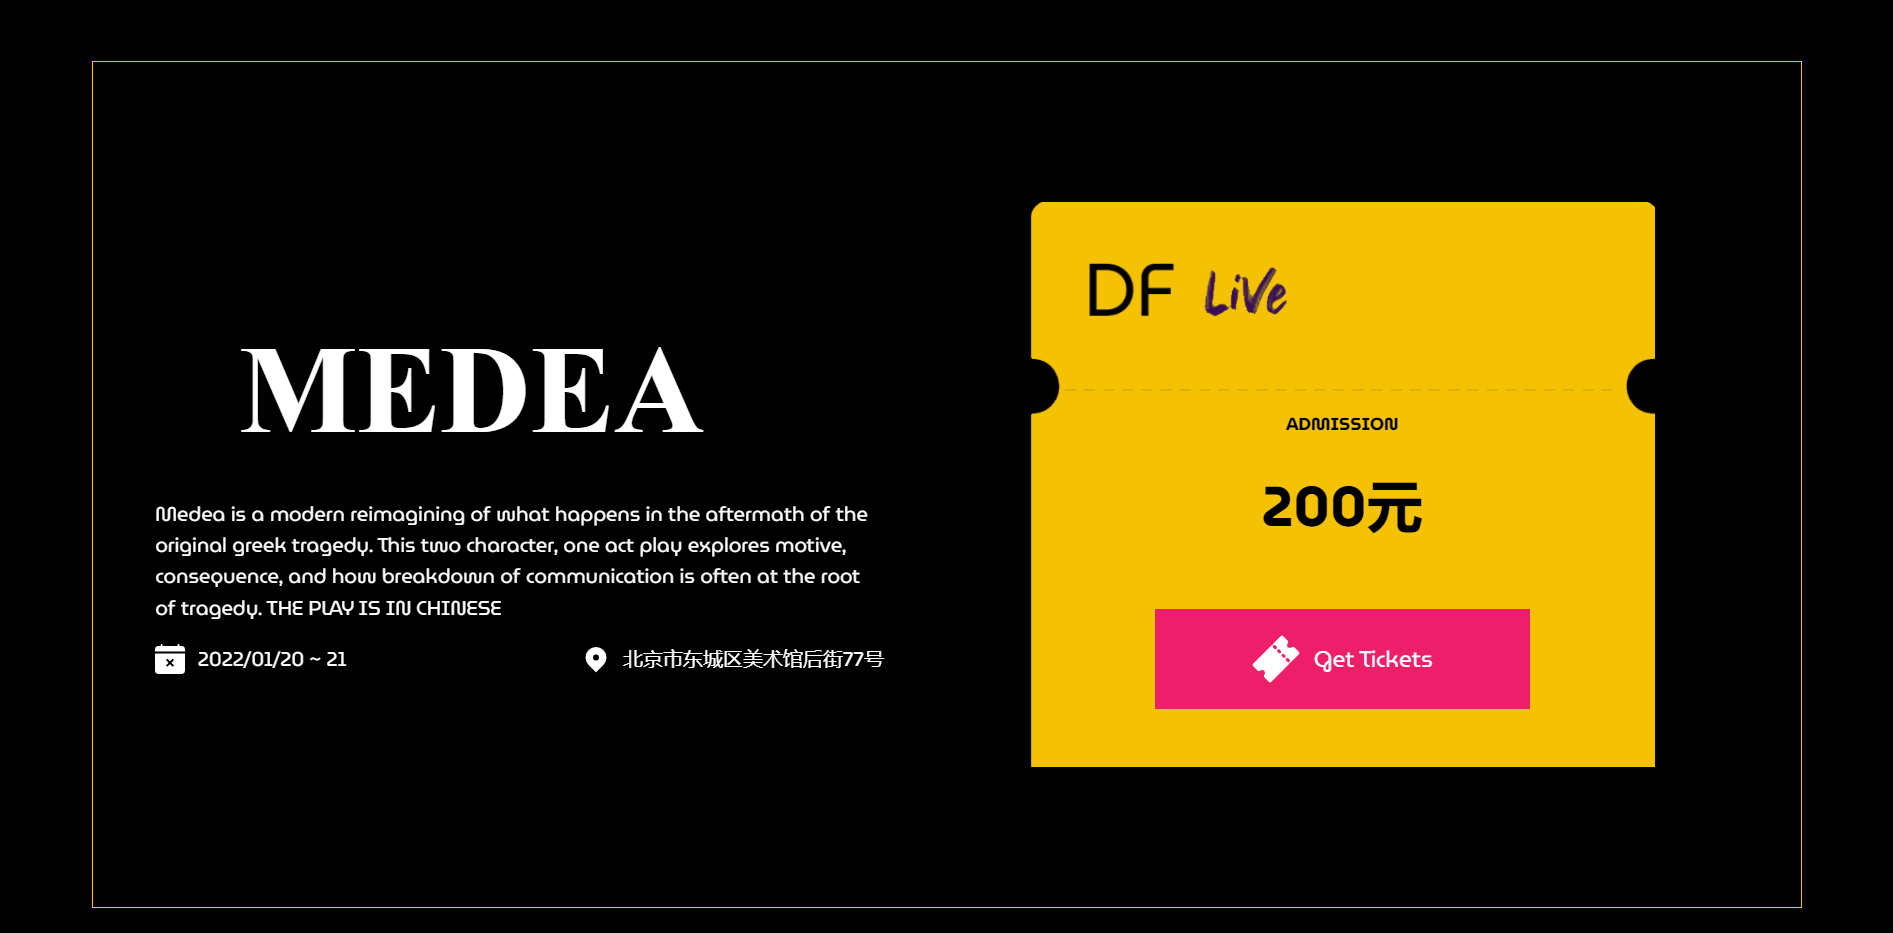 MEDEA
Medea is a modern reimagining of what happens in the aftermath of the
original greek tragedy. This two character, one act play explores motive,
consequence, and how breakdown of communication is often at the root
of tragedy. THE PLAY IS IN CHINESE
2022/01/20 ~ 21
北京市东城区美术馆后街77号
DF LiVe
ADMISSION
200元
Get Tickets